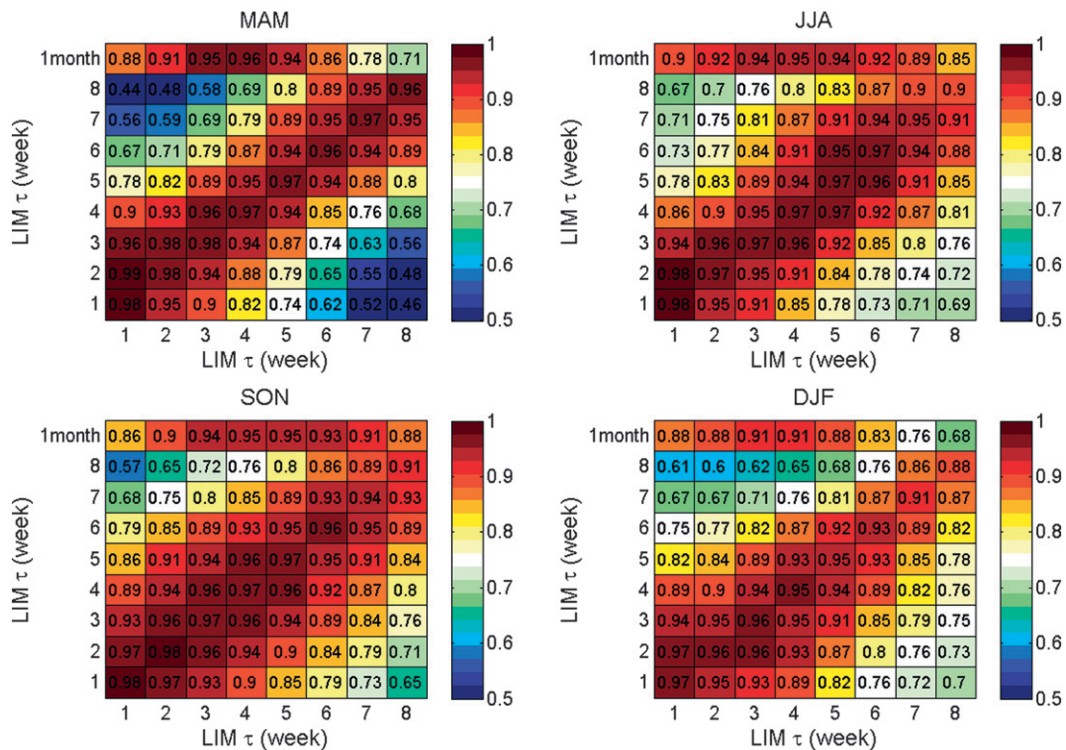 MAM
1month 0.88 0.91 0.95 0.96 0.94 0.86 0.78 0.71
8 0.44 0.48 0.58 0.69 0.8 0.89 0.95 0.96
7 0.56 0.59 0.69 0.79 0.89 0.95 0.97 0.95
6 0.67 0.71 0.79 0.87 0.94 0.96 0.94 0.89
5 0.78 0.82 0.89 0.95 0.97 0.94 0.88 0.8
4 0.9 0.93 0.96 0.97 0.94 0.85 0.76 0.68
3 0.96 0.98 0.98 0.94 0.87 0.74 0.63 0.56
2 0.99 0.98 0.94 0.88 0.79 0.65 0.55 0.48
1 0.98 0.95 0.9 0.82 0.74 0.62 0.52 0.46
1 2 3 4 5 6 7 8
LIM τ (week)
LIM τ (week)
1
0.9
0.8
0.7
0.6
0.5
JJA
1month 0.9 0.92 0.94 0.95 0.94 0.92 0.89 0.85
8 0.67 0.7 0.76 0.8 0.83 0.87 0.9 0.9
7 0.71 0.75 0.81 0.87 0.91 0.94 0.95 0.91
6 0.73 0.77 0.84 0.91 0.95 0.97 0.94 0.88
5 0.78 0.83 0.89 0.94 0.97 0.96 0.91 0.85
4 0.86 0.9 0.95 0.97 0.97 0.92 0.87 0.81
3 0.94 0.96 0.97 0.96 0.92 0.85 0.8 0.76
2 0.98 0.97 0.95 0.91 0.84 0.78 0.74 0.72
1 0.98 0.95 0.91 0.85 0.78 0.73 0.71 0.69
1 2 3 4 5 6 7 8
LIM τ (week)
LIM τ (week)
1
0.9
0.8
0.7
0.6
0.5
SON
1month 0.86 0.9 0.94 0.95 0.95 0.93 0.91 0.88
8 0.57 0.65 0.72 0.76 0.8 0.86 0.89 0.91
7 0.68 0.75 0.8 0.85 0.89 0.93 0.94 0.93
6 0.79 0.85 0.89 0.93 0.95 0.96 0.95 0.89
5 0.86 0.91 0.94 0.96 0.97 0.95 0.91 0.84
4 0.89 0.94 0.96 0.97 0.96 0.92 0.87 0.8
3 0.93 0.96 0.97 0.96 0.94 0.89 0.84 0.76
2 0.97 0.98 0.96 0.94 0.9 0.84 0.79 0.71
1 0.98 0.97 0.93 0.9 0.85 0.79 0.73 0.65
1 2 3 4 5 6 7 8
LIM τ (week)
LIM τ (week)
1
0.9
0.8
0.7
0.6
0.5
DJF
1month 0.88 0.88 0.91 0.91 0.88 0.83 0.76 0.68
8 0.61 0.6 0.62 0.65 0.68 0.76 0.86 0.88
7 0.67 0.67 0.71 0.76 0.81 0.87 0.91 0.87
6 0.75 0.77 0.82 0.87 0.92 0.93 0.89 0.82
5 0.82 0.84 0.89 0.93 0.95 0.93 0.85 0.78
4 0.89 0.9 0.94 0.95 0.94 0.89 0.82 0.76
3 0.94 0.95 0.96 0.95 0.91 0.85 0.79 0.75
2 0.97 0.96 0.96 0.93 0.87 0.8 0.76 0.73
1 0.97 0.95 0.93 0.89 0.82 0.76 0.72 0.7
1 2 3 4 5 6 7 8
LIM τ (week)
LIM τ (week)
1
0.9
0.8
0.7
0.6
0.5